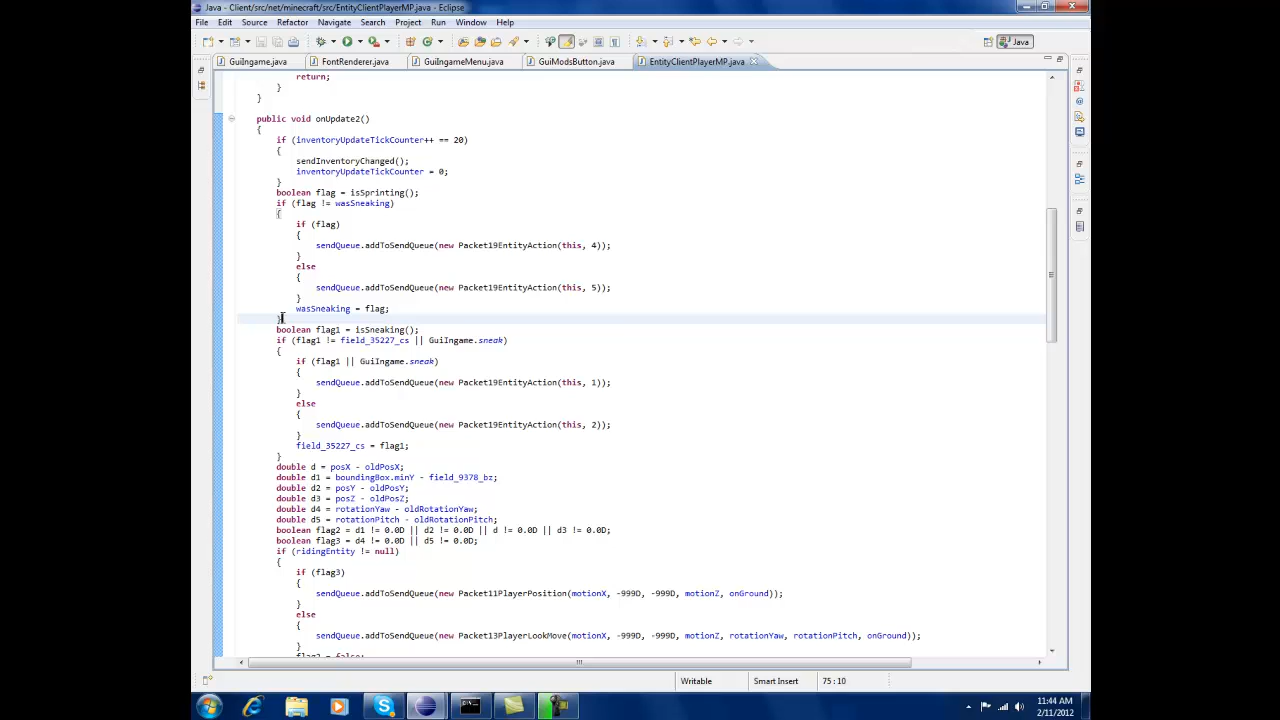 Java - Client/src/net/minecraft/src/EntityClientPlayerMP.java - Eclipse
File Edit Source Refactor Navigate Search Project Run Window Help
Java
GuiIngame.java FontRenderer.java GuiIngameMenu.java GuiModsButton.java EntityClientPlayerMP.java
return;
}
}
public void onUpdate2()
{
if (inventoryUpdateTickCounter++ == 20)
{
sendInventoryChanged();
inventoryUpdateTickCounter = 0;
}
boolean flag = isSprinting();
if (flag != wasSneaking)
{
if (flag)
{
sendQueue.addToSendQueue(new Packet19EntityAction(this, 4));
}
else
{
sendQueue.addToSendQueue(new Packet19EntityAction(this, 5));
}
wasSneaking = flag;
}
boolean flag1 = isSneaking();
if (flag1 != field_35227_cs || GuiIngame.sneak)
{
if (flag1 || GuiIngame.sneak)
{
sendQueue.addToSendQueue(new Packet19EntityAction(this, 1));
}
else
{
sendQueue.addToSendQueue(new Packet19EntityAction(this, 2));
}
field_35227_cs = flag1;
}
double d = posX - oldPosX;
double d1 = boundingBox.minY - field_9378_bz;
double d2 = posY - oldPosY;
double d3 = posZ - oldPosZ;
double d4 = rotationYaw - oldRotationYaw;
double d5 = rotationPitch - oldRotationPitch;
boolean flag2 = d1 != 0.0D || d2 != 0.0D || d != 0.0D || d3 != 0.0D;
boolean flag3 = d4 != 0.0D || d5 != 0.0D;
if (ridingEntity != null)
{
if (flag3)
{
sendQueue.addToSendQueue(new Packet11PlayerPosition(motionX, -999D, -999D, motionZ, onGround));
}
else
{
sendQueue.addToSendQueue(new Packet13PlayerLookMove(motionX, -999D, -999D, motionZ, rotationYaw, rotationPitch, onGround));
}
flag2 = false;
Writable Smart Insert 75 : 10
11:44 AM
2/11/2012